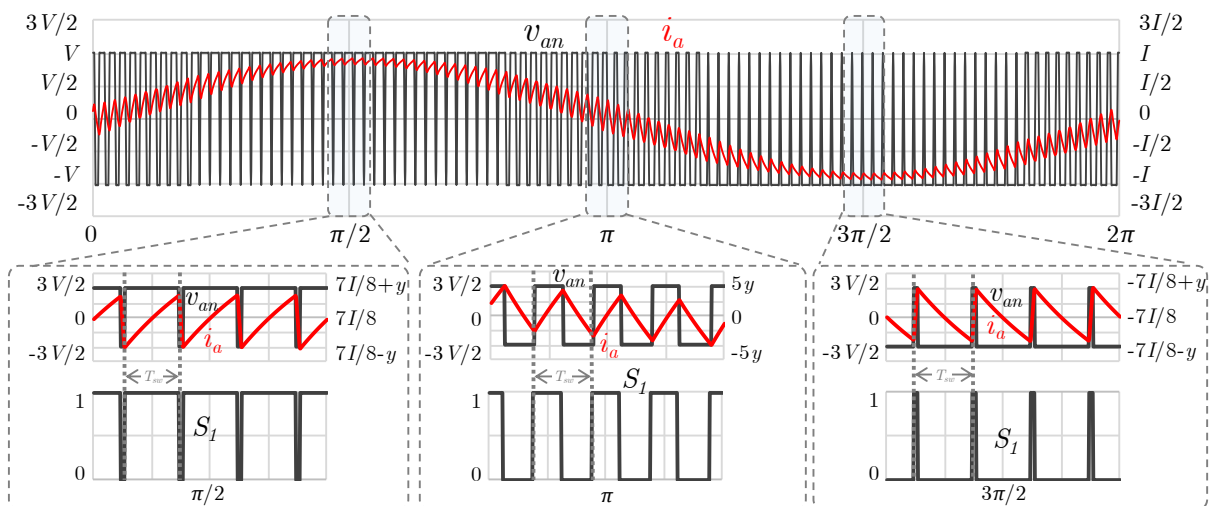 3V/2 v_an i_a 3I/2
V I
V/2 I/2
0 0
-V/2 -I/2
-V -I
-3V/2 -3I/2
0 π/2 π 3π/2 2π
3V/2 v_an 7I/8+y
0 7I/8
-3V/2 i_a 7I/8-y
T_sw
1
S_1
0
π/2
3V/2 v_an 5y
0 0
-3V/2 i_a -5y
T_sw S_1
1
0
π
3V/2 v_an -7I/8+y
0 -7I/8
-3V/2 i_a -7I/8-y
T_sw
1
S_1
0
3π/2